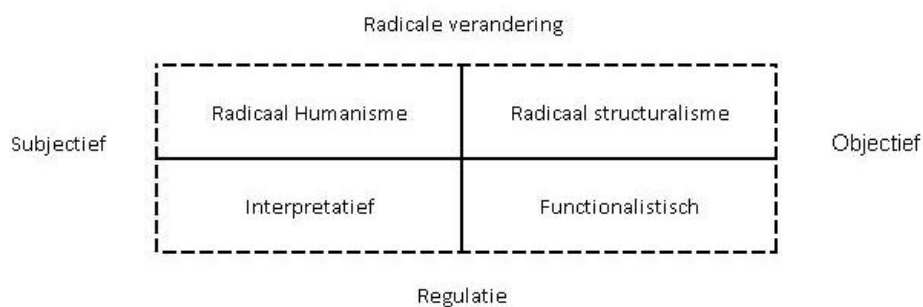 Radicale verandering
Radicaal Humanisme
Radicaal structuralisme
Subjectief
Objectief
Interpretatief
Functionalistisch
Regulatie